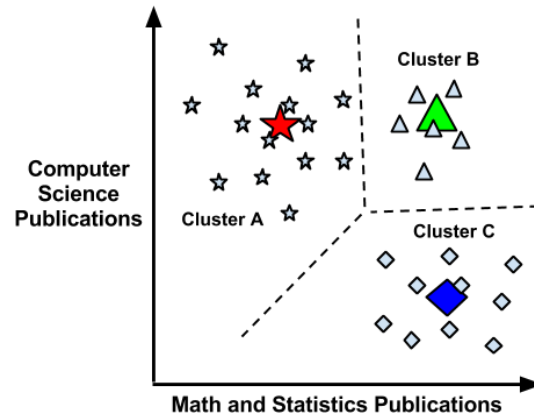 Cluster B
Computer
Science
Publications
Cluster A
Cluster C
Math and Statistics Publications